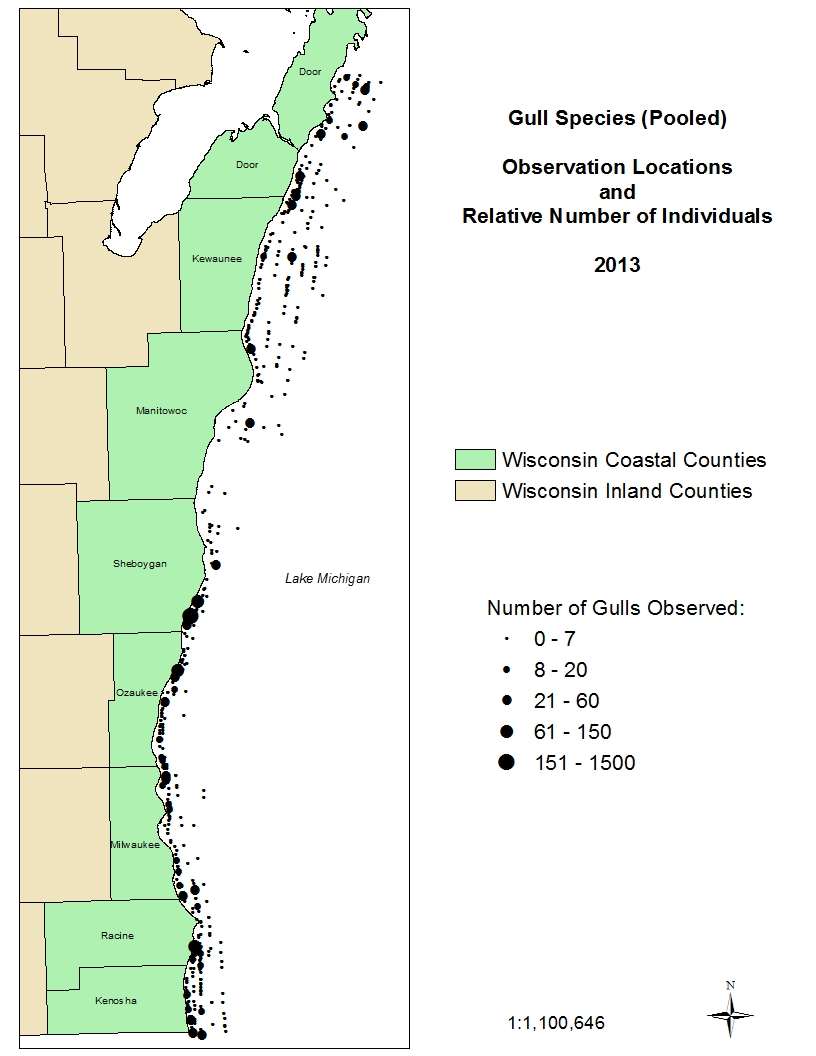 Door
Gull Species (Pooled)
Observation Locations
and
Relative Number of Individuals
2013
Door
Kewaunee
Manitowoc
Wisconsin Coastal Counties
Wisconsin Inland Counties
Sheboygan
Lake Michigan
Number of Gulls Observed:
0 - 7
8 - 20
21 - 60
61 - 150
151 - 1500
Ozaukee
Milwaukee
Racine
Kenosha
N
1:1,100,646